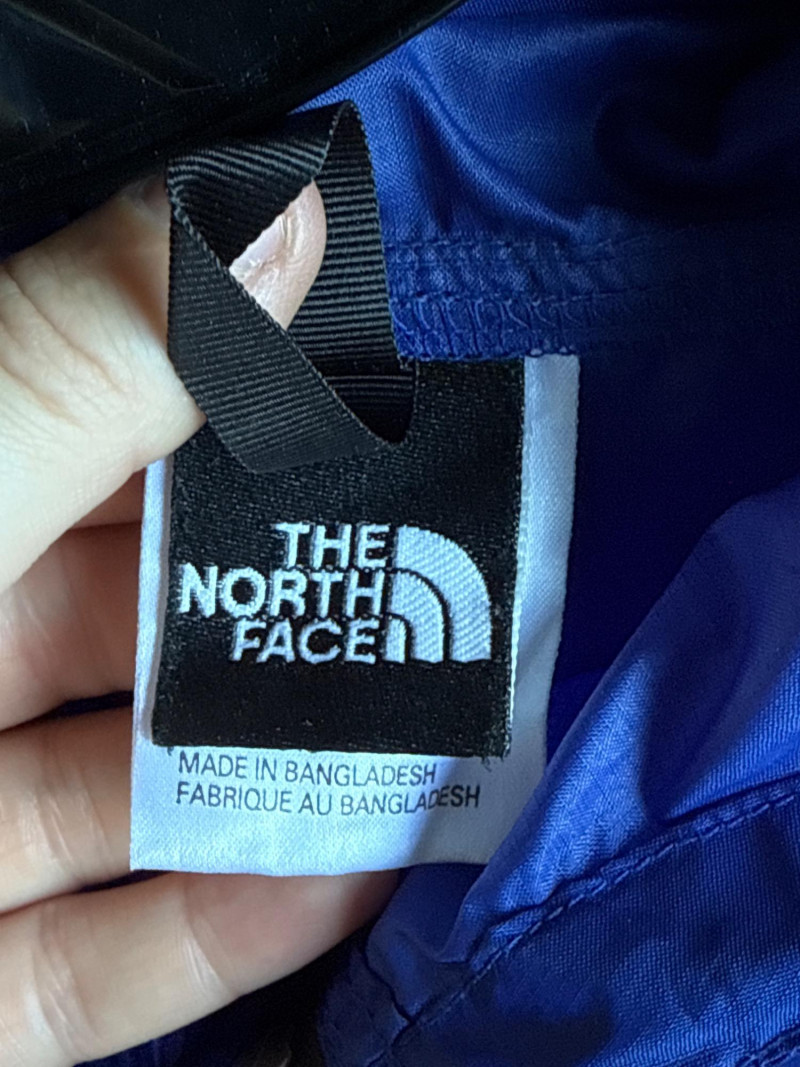 THE
NORTH
FACE
MADE IN BANGLADESH
FABRIQUE AU BANGLADESH